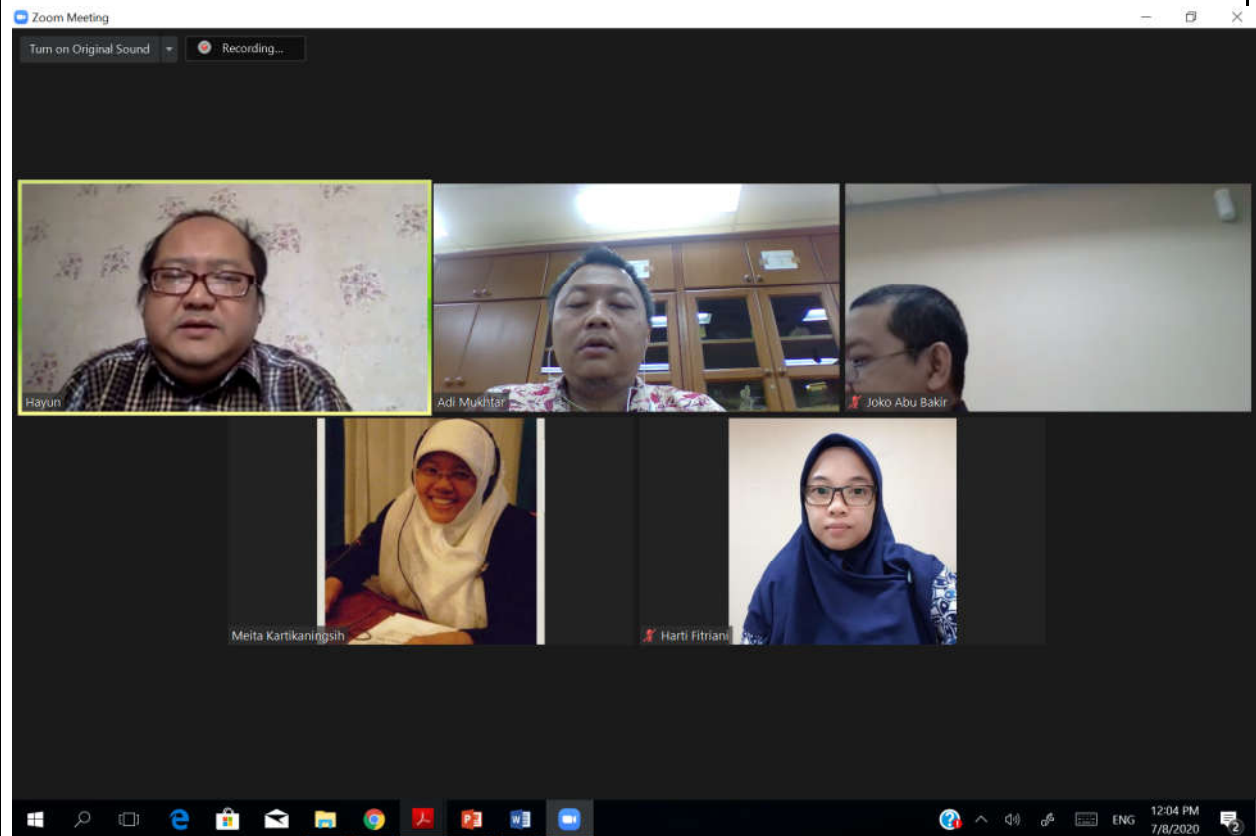 Zoom Meeting
Turn on Original Sound
Recording...
Hayun
Adi Mukhtar
Joko Abu Bakir
Meita Kartikaningsih
Harti Fitriani
ENG
12:04 PM
7/8/2020
2